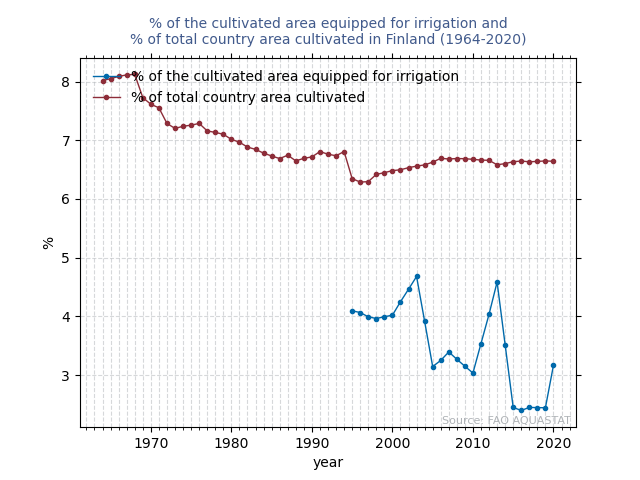 % of the cultivated area equipped for irrigation and
% of total country area cultivated in Finland (1964-2020)
% of the cultivated area equipped for irrigation
% of total country area cultivated
8
7
6
5
4
3
%
Source: FAO AQUASTAT
1970 1980 1990 2000 2010 2020
year